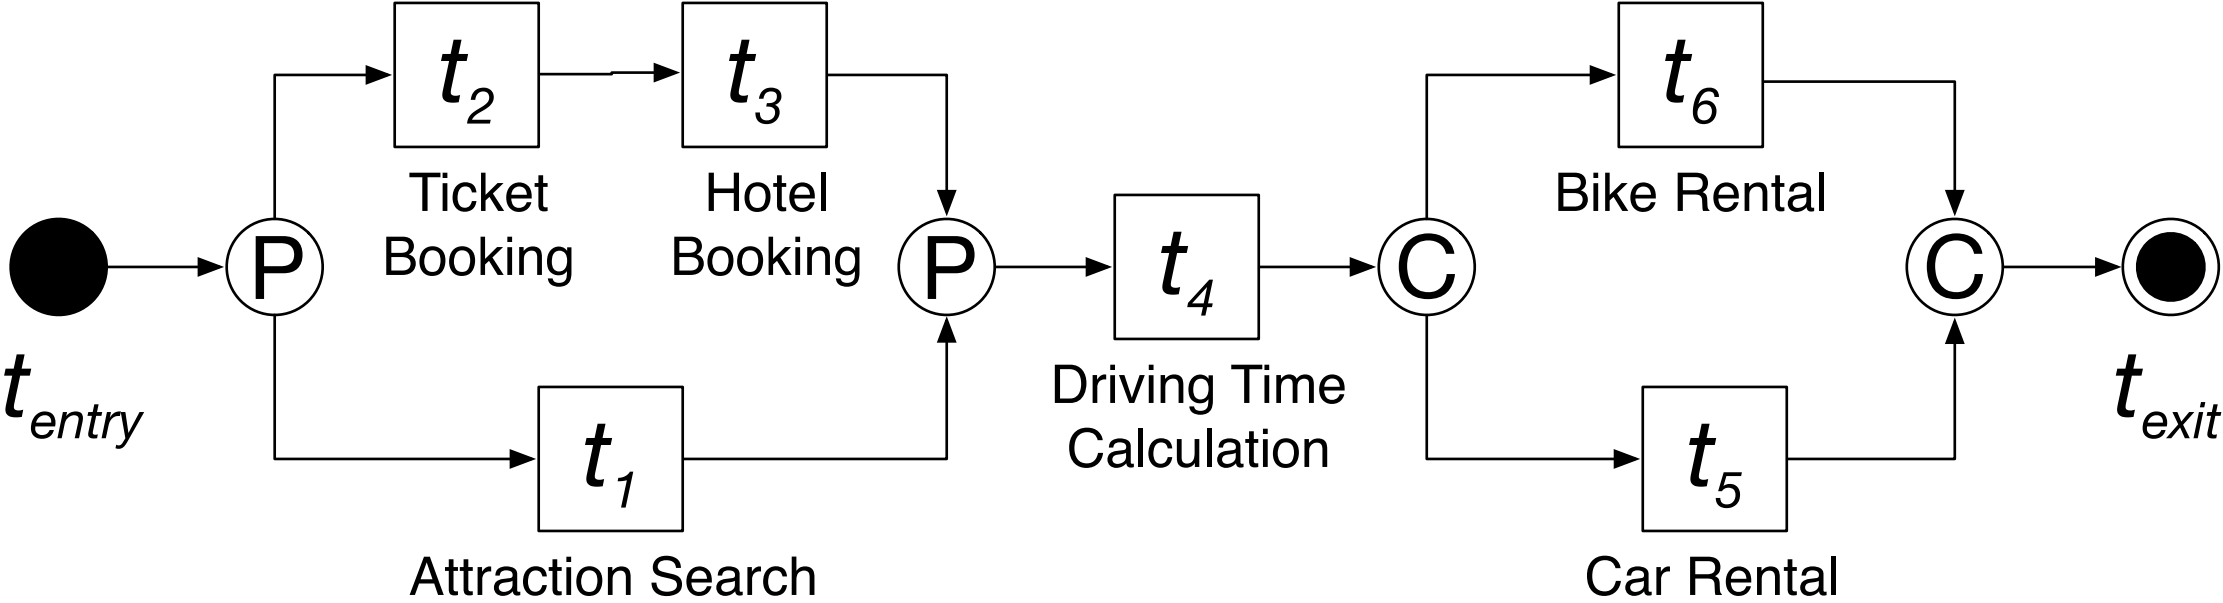 t2
t3
t6
Ticket
Booking
Hotel
Booking
Bike Rental
P
P
t4
C
C
tentry
texit
Driving Time
Calculation
t1
t5
Attraction Search
Car Rental